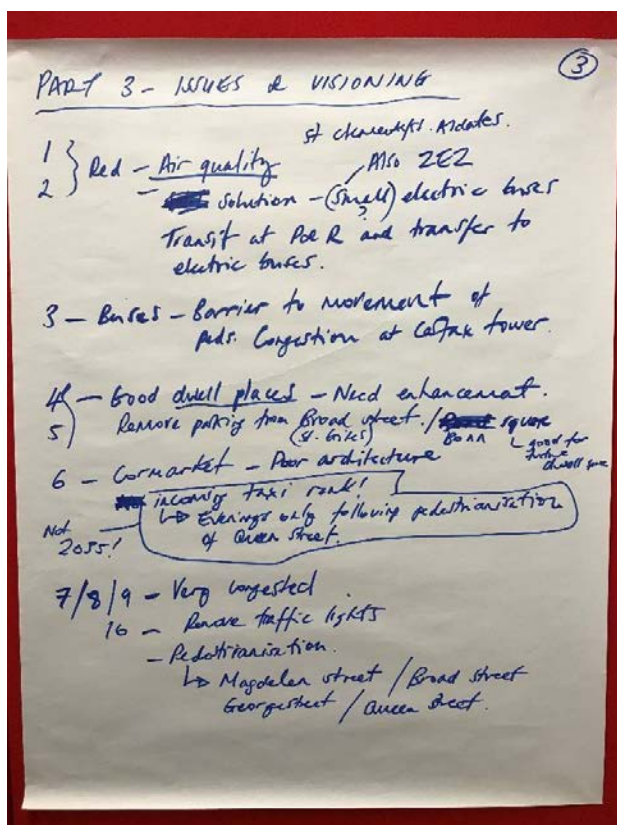 3
PART 3 - ISSUES & VISIONING
St Clements/St. Aldates.
1
2 } Red - Air quality
Also ZEZ
solution - (small) electric buses
?
Transit at P&R and transfer to
electric buses.
3 - Buses - Barrier to movement of
peds. Congestion at Carfax tower.
4
5 - Good dwell places - Need enhancement.
Remove parking from Broad street. / square
(St. Giles) Bonn good for
future
dwell
6 - Cornmarket - Poor architecture
taxi rank!
↳ Evenings only following pedestrianisation
of Queen Street.
Not
2055!
7/8/9 - Very congested
16 - Remove traffic lights
- Pedestrianisation.
↳ Magdalen street / Broad street
George street / Queen street.